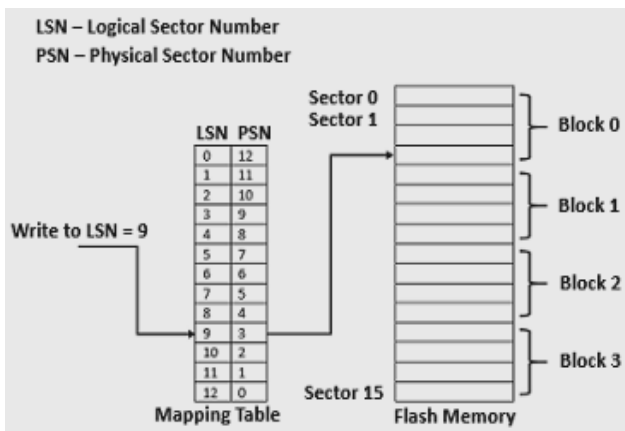 LSN – Logical Sector Number
PSN – Physical Sector Number
Sector 0
Sector 1
Block 0
LSN PSN
0 12
1 11
2 10
3 9
4 8
5 7
6 6
7 5
8 4
9 3
10 2
11 1
12 0
Write to LSN = 9
Block 1
Block 2
Block 3
Sector 15
Mapping Table
Flash Memory